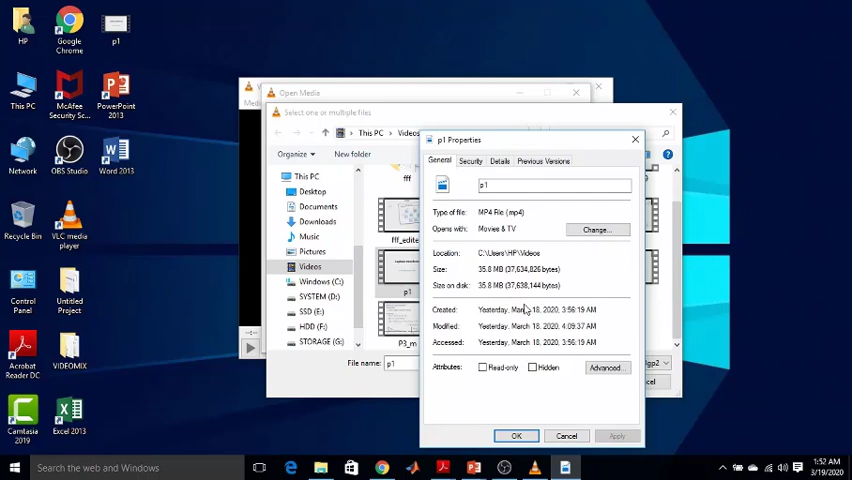 HP
Google
Chrome
p1
This PC
McAfee
Security Sc...
PowerPoint
2013
Network
OBS Studio
Word 2013
Recycle Bin
VLC media
player
Control
Panel
Untitled
Project
Acrobat
Reader DC
VIDEOMIX
Camtasia
2019
Excel 2013
Open Media
Select one or multiple files
This PC
Videos
Organize
New folder
This PC
Desktop
Documents
Downloads
Music
Pictures
Videos
Windows (C:)
SYSTEM (D:)
SSD (E:)
HDD (F:)
STORAGE (G:)
fff
fff_edite
p1
P3_m
File name:
p1
p1 Properties
General
Security
Details
Previous Versions
p1
Type of file:
MP4 File (.mp4)
Opens with:
Movies & TV
Change...
Location:
C:\Users\HP\Videos
Size:
35.8 MB (37,634,826 bytes)
Size on disk:
35.8 MB (37,638,144 bytes)
Created:
Yesterday, March 18, 2020, 3:56:19 AM
Modified:
Yesterday, March 18, 2020, 4:09:37 AM
Accessed:
Yesterday, March 18, 2020, 3:56:19 AM
Attributes:
Read-only
Hidden
Advanced...
OK
Cancel
Apply
Search the web and Windows
1:52 AM
3/19/2020